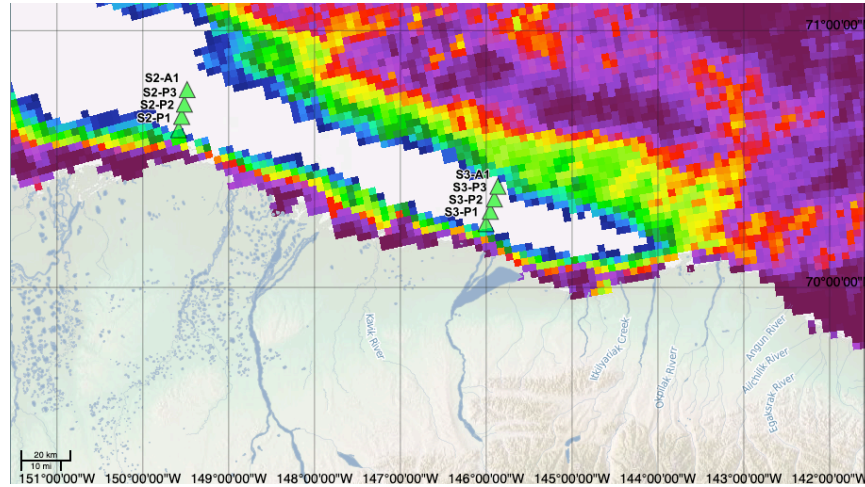 71°00'00"N
S2-A1
S2-P3
S2-P2
S2-P1
S3-A1
S3-P3
S3-P2
S3-P1
70°00'00"N
Kavik River
Itkilyariak Creek
Okpilak Riverr
Angun River
Aichilik River
Egaksrak River
20 km
10 mi
151°00'00"W 150°00'00"W 149°00'00"W 148°00'00"W 147°00'00"W 146°00'00"W 145°00'00"W 144°00'00"W 143°00'00"W 142°00'00"W